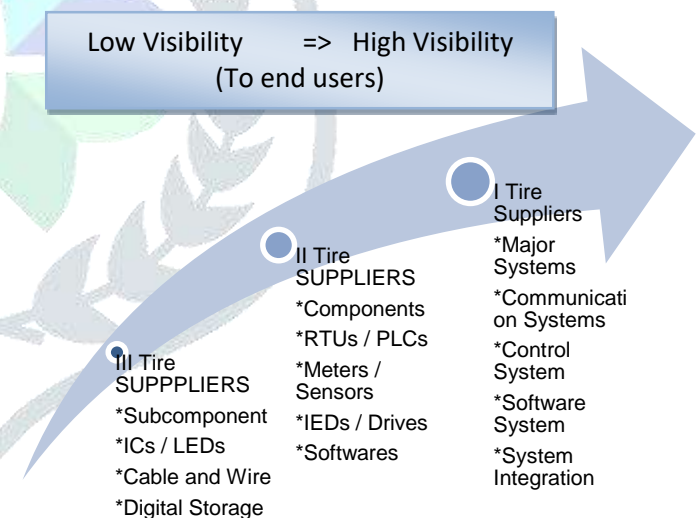 Low Visibility => High Visibility
(To end users)
I Tire
Suppliers
*Major
Systems
*Communicati
on Systems
*Control
System
*Software
System
*System
Integration
II Tire
SUPPLIERS
*Components
*RTUs / PLCs
*Meters /
Sensors
*IEDs / Drives
*Softwares
III Tire
SUPPPLIERS
*Subcomponent
*ICs / LEDs
*Cable and Wire
*Digital Storage